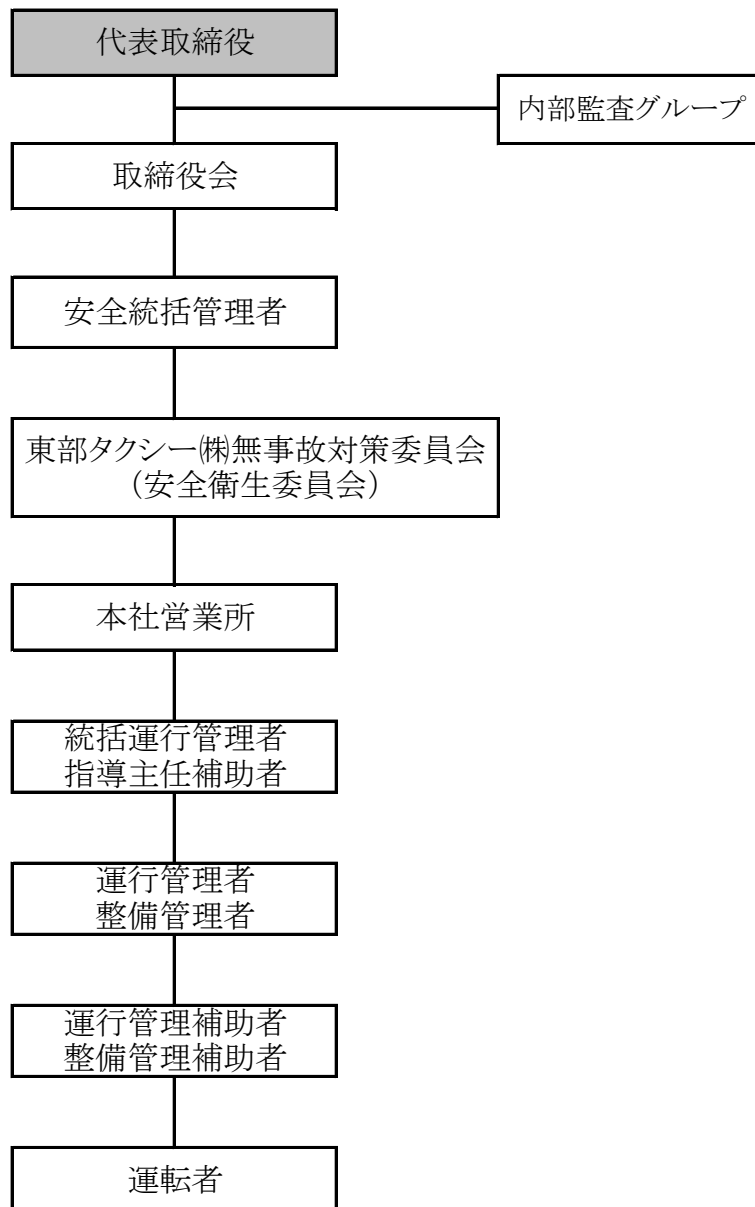 代表取締役
内部監査グループ
取締役会
安全統括管理者
東部タクシー㈱無事故対策委員会
（安全衛生委員会）
本社営業所
統括運行管理者
指導主任補助者
運行管理者
整備管理者
運行管理補助者
整備管理補助者
運転者